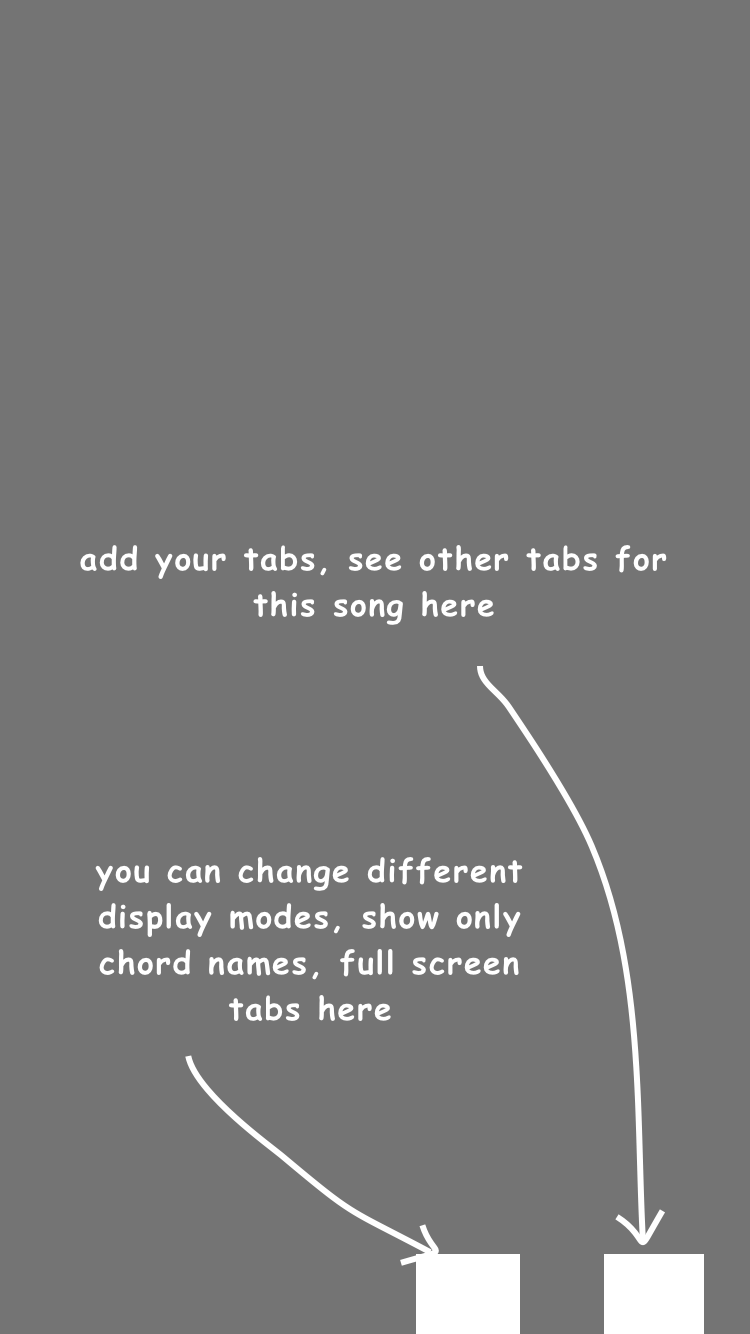 add your tabs, see other tabs for
this song here
you can change different
display modes, show only
chord names, full screen
tabs here